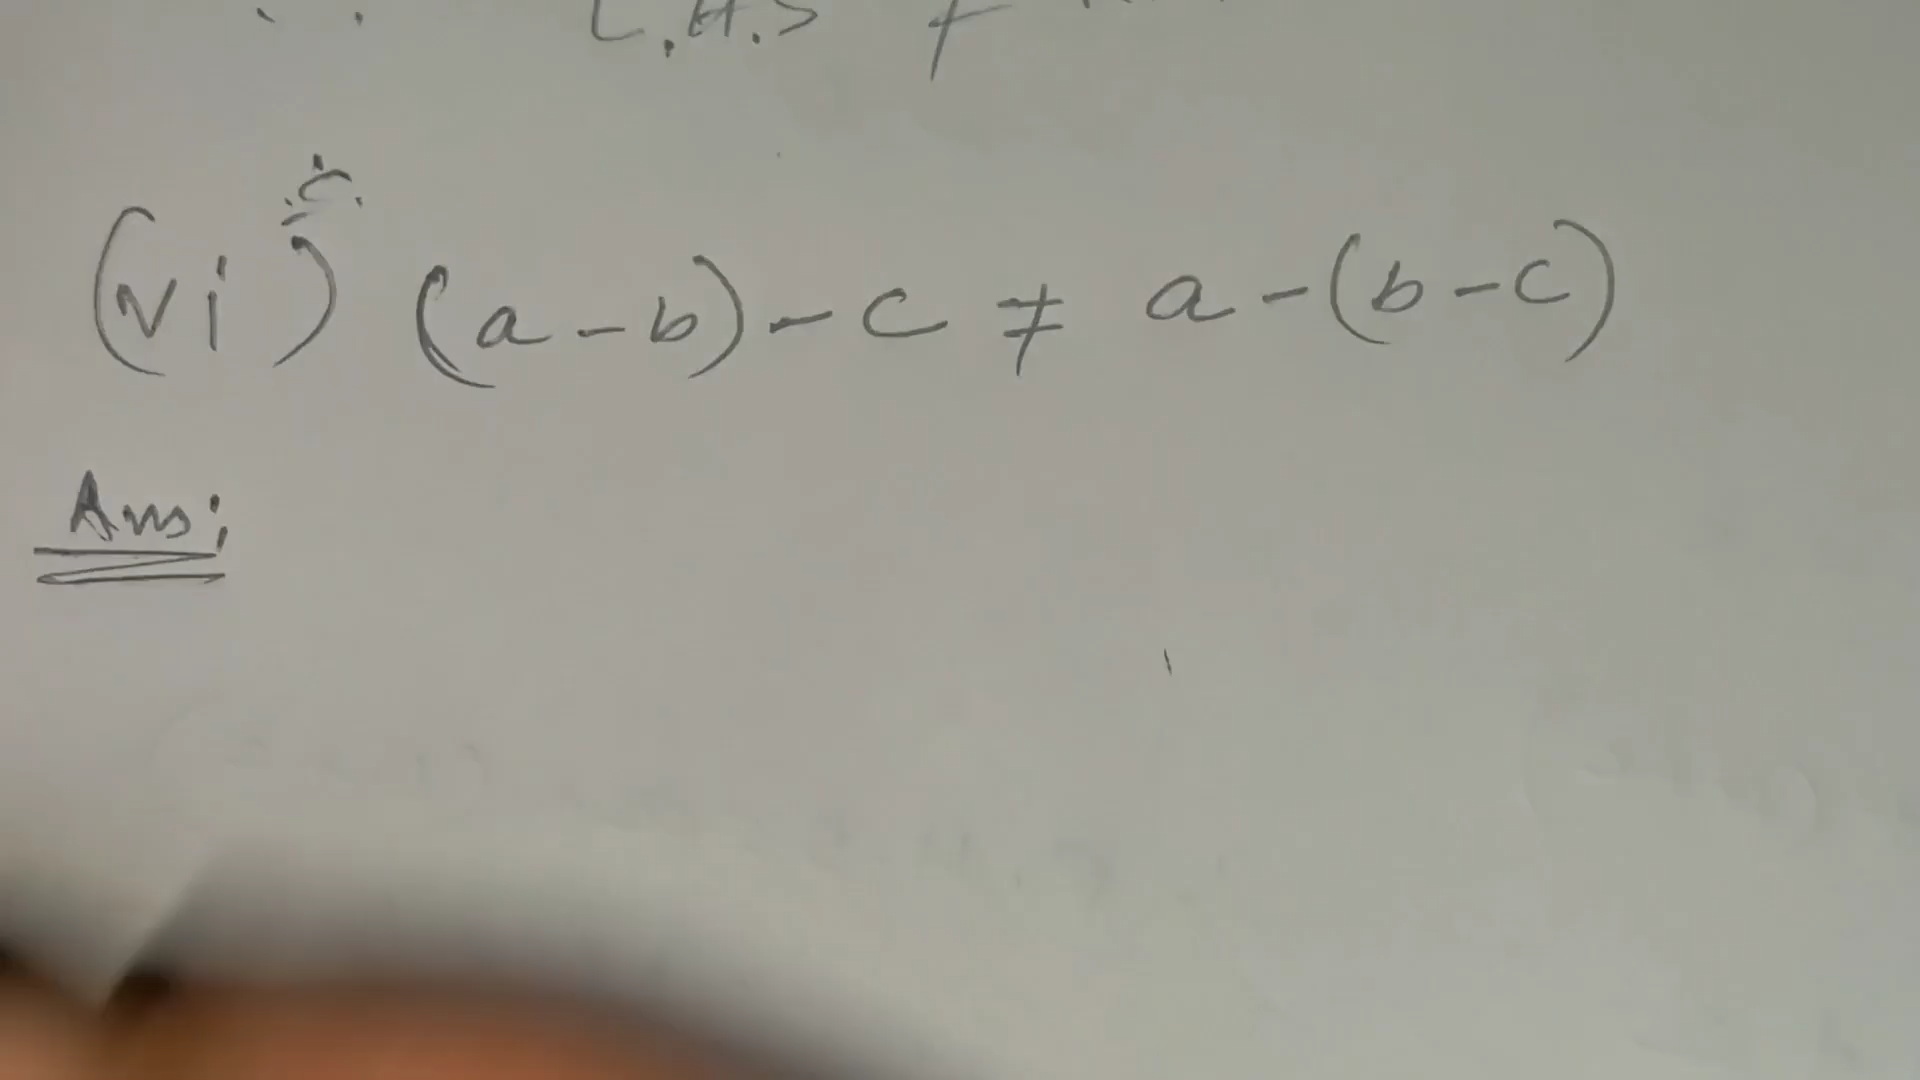 L.H.S ≠
(vi) (a-b)-c ≠ a-(b-c)
Ans: